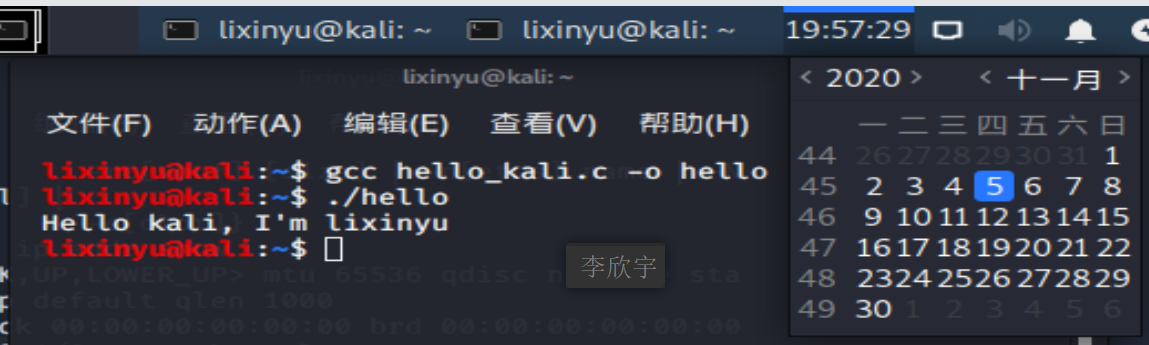 lixinyu@kali: ~ lixinyu@kali: ~ 19:57:29
lixinyu@kali: ~
文件(F) 动作(A) 编辑(E) 查看(V) 帮助(H)
lixinyu@kali:~$ gcc hello_kali.c -o hello
lixinyu@kali:~$ ./hello
Hello kali, I'm lixinyu
lixinyu@kali:~$
李欣宇
,UP,LOWER_UP> mtu 65536 qdisc n sta
default qlen 1000
00:00:00:00:00:00 brd 00:00:00:00:00:00
< 2020 > < 十一月 >
一 二 三 四 五 六 日
44 26 27 28 29 30 31 1
45 2 3 4 5 6 7 8
46 9 10 11 12 13 14 15
47 16 17 18 19 20 21 22
48 23 24 25 26 27 28 29
49 30 1 2 3 4 5 6